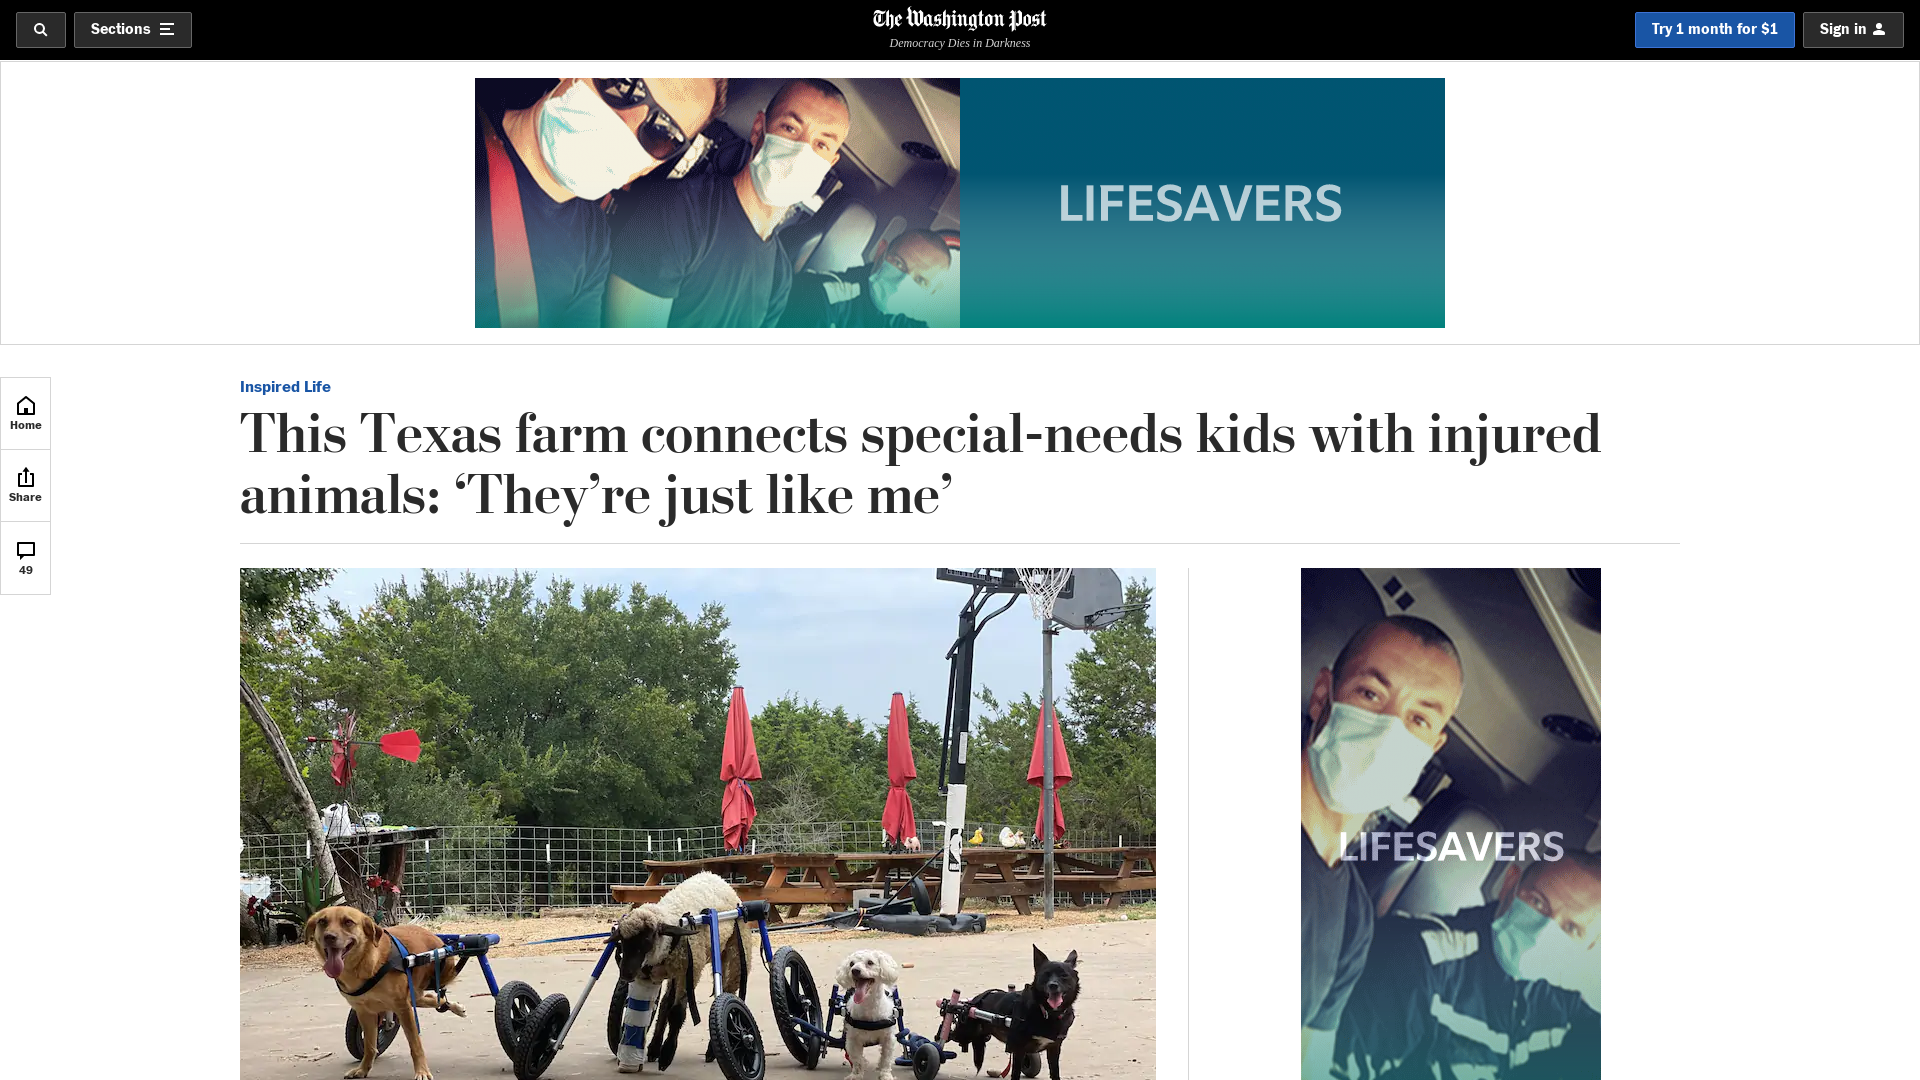 Sections
The Washington Post
Democracy Dies in Darkness
Try 1 month for $1
Sign in
LIFESAVERS
Home
Share
49
Inspired Life
This Texas farm connects special-needs kids with injured
animals: ‘They’re just like me’
LIFESAVERS